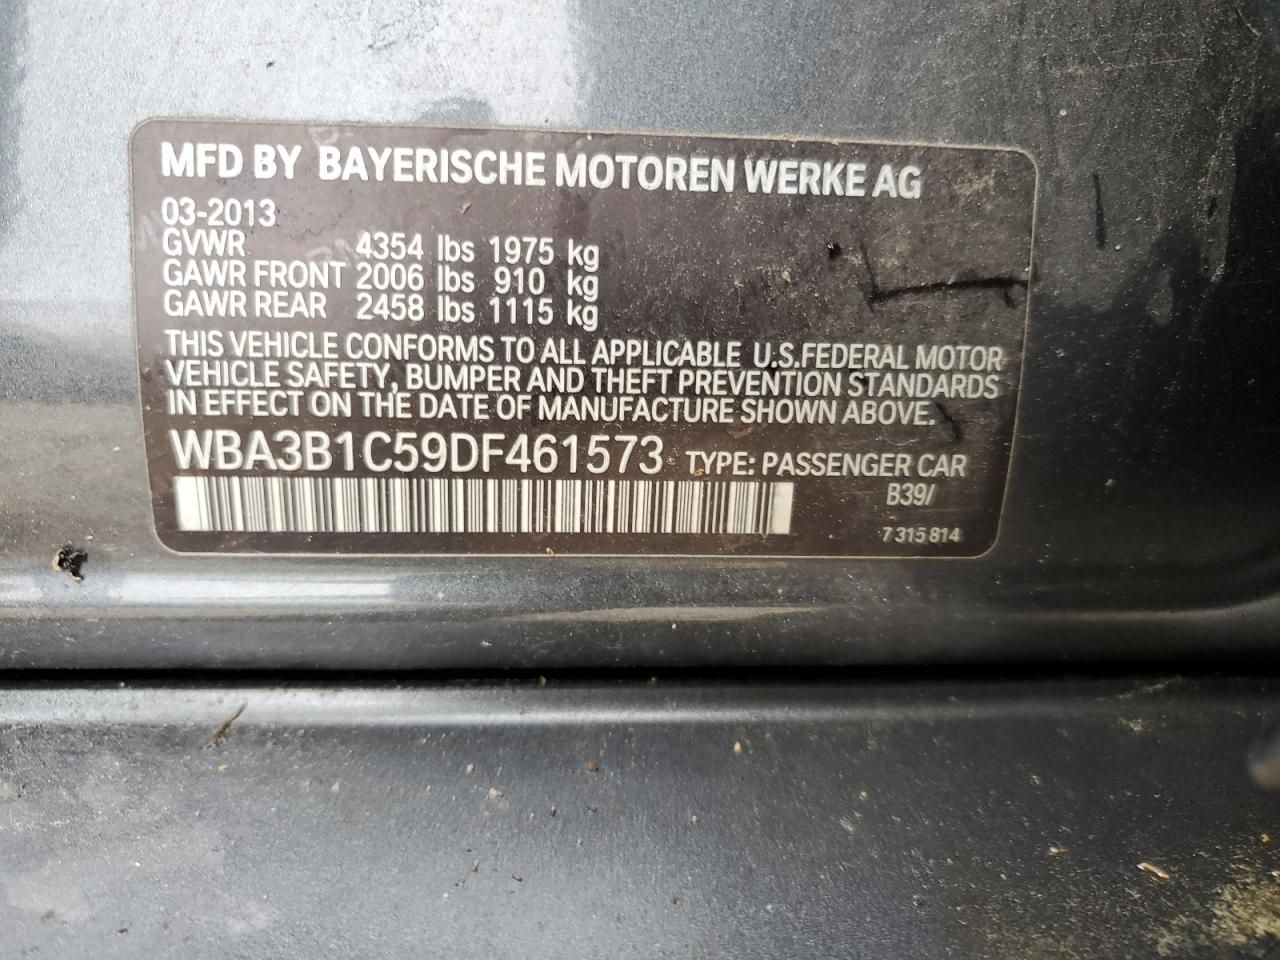 MFD BY BAYERISCHE MOTOREN WERKE AG
03-2013
GVWR 4354 lbs 1975 kg
GAWR FRONT 2006 lbs 910 kg
GAWR REAR 2458 lbs 1115 kg
THIS VEHICLE CONFORMS TO ALL APPLICABLE U.S.FEDERAL MOTOR
VEHICLE SAFETY, BUMPER AND THEFT PREVENTION STANDARDS
IN EFFECT ON THE DATE OF MANUFACTURE SHOWN ABOVE.
WBA3B1C59DF461573 TYPE: PASSENGER CAR
B39/
7 315 814